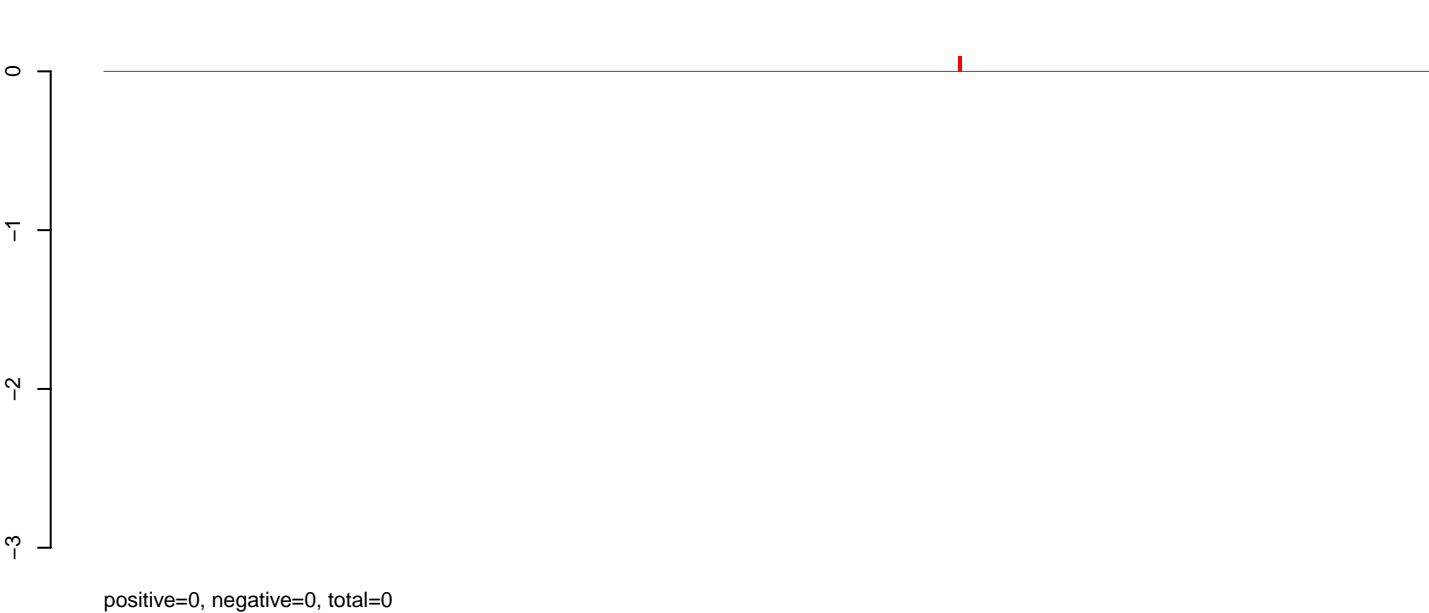 0
−1
−2
−3
positive=0, negative=0, total=0